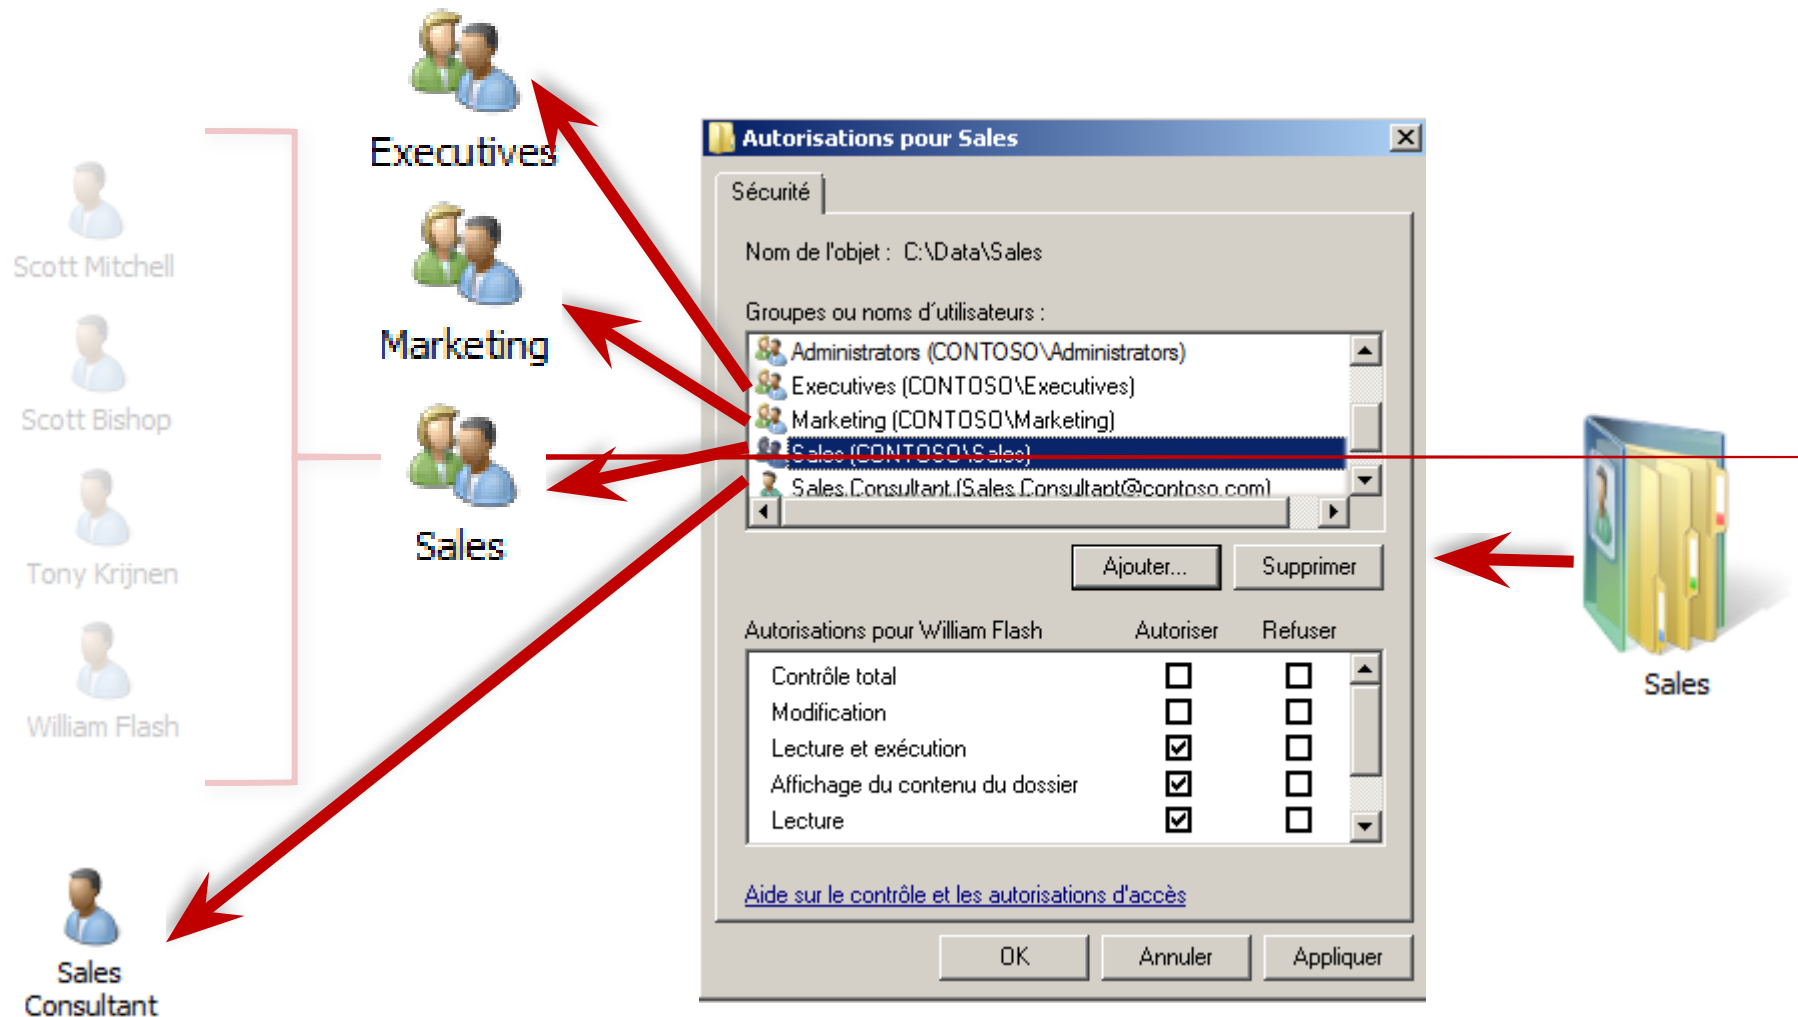 Executives
Marketing
Sales
Scott Mitchell
Scott Bishop
Tony Krijnen
William Flash
Sales
Consultant
Autorisations pour Sales
Sécurité
Nom de l'objet : C:\Data\Sales
Groupes ou noms d'utilisateurs :
Administrators (CONTOSO\Administrators)
Executives (CONTOSO\Executives)
Marketing (CONTOSO\Marketing)
Sales (CONTOSO\Sales)
Sales.Consultant (Sales.Consultant@contoso.com)
Ajouter... Supprimer
Autorisations pour William Flash Autoriser Refuser
Contrôle total
Modification
Lecture et exécution
Affichage du contenu du dossier
Lecture
Aide sur le contrôle et les autorisations d'accès
OK Annuler Appliquer
Sales